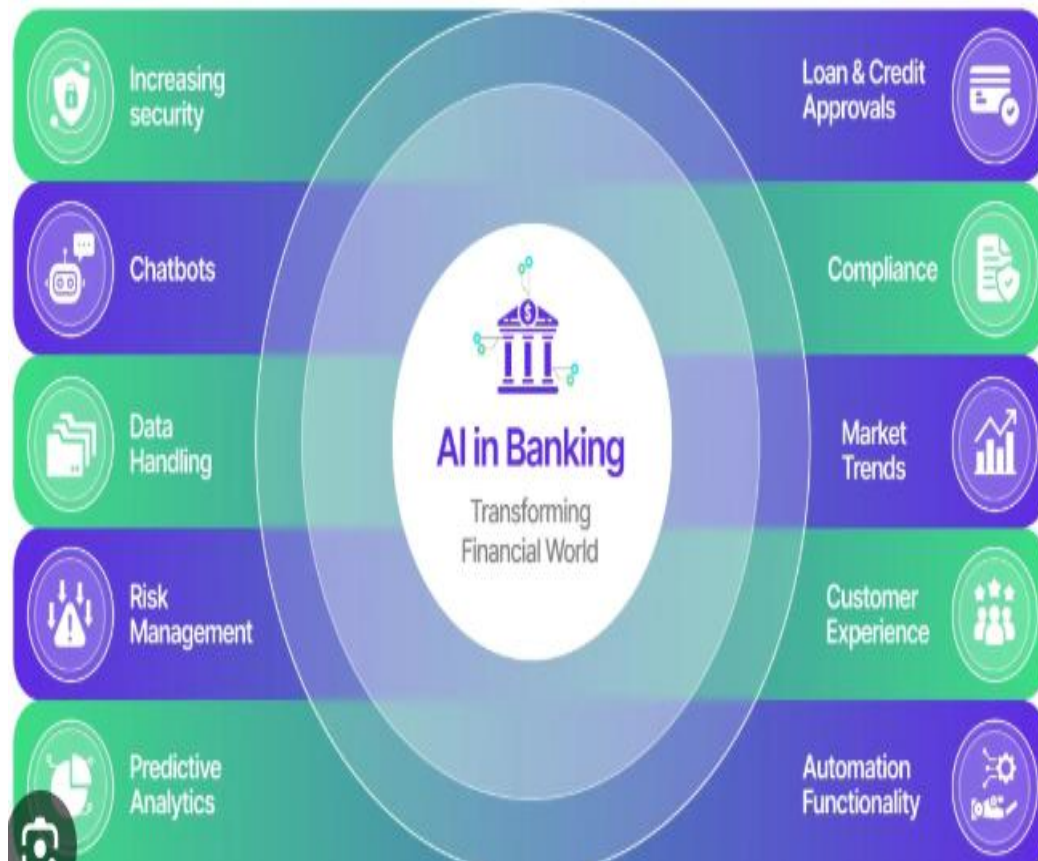 Increasing
security
Loan & Credit
Approvals
Chatbots
Compliance
$
AI in Banking
Transforming
Financial World
Data
Handling
Market
Trends
Risk
Management
Customer
Experience
Predictive
Analytics
Automation
Functionality